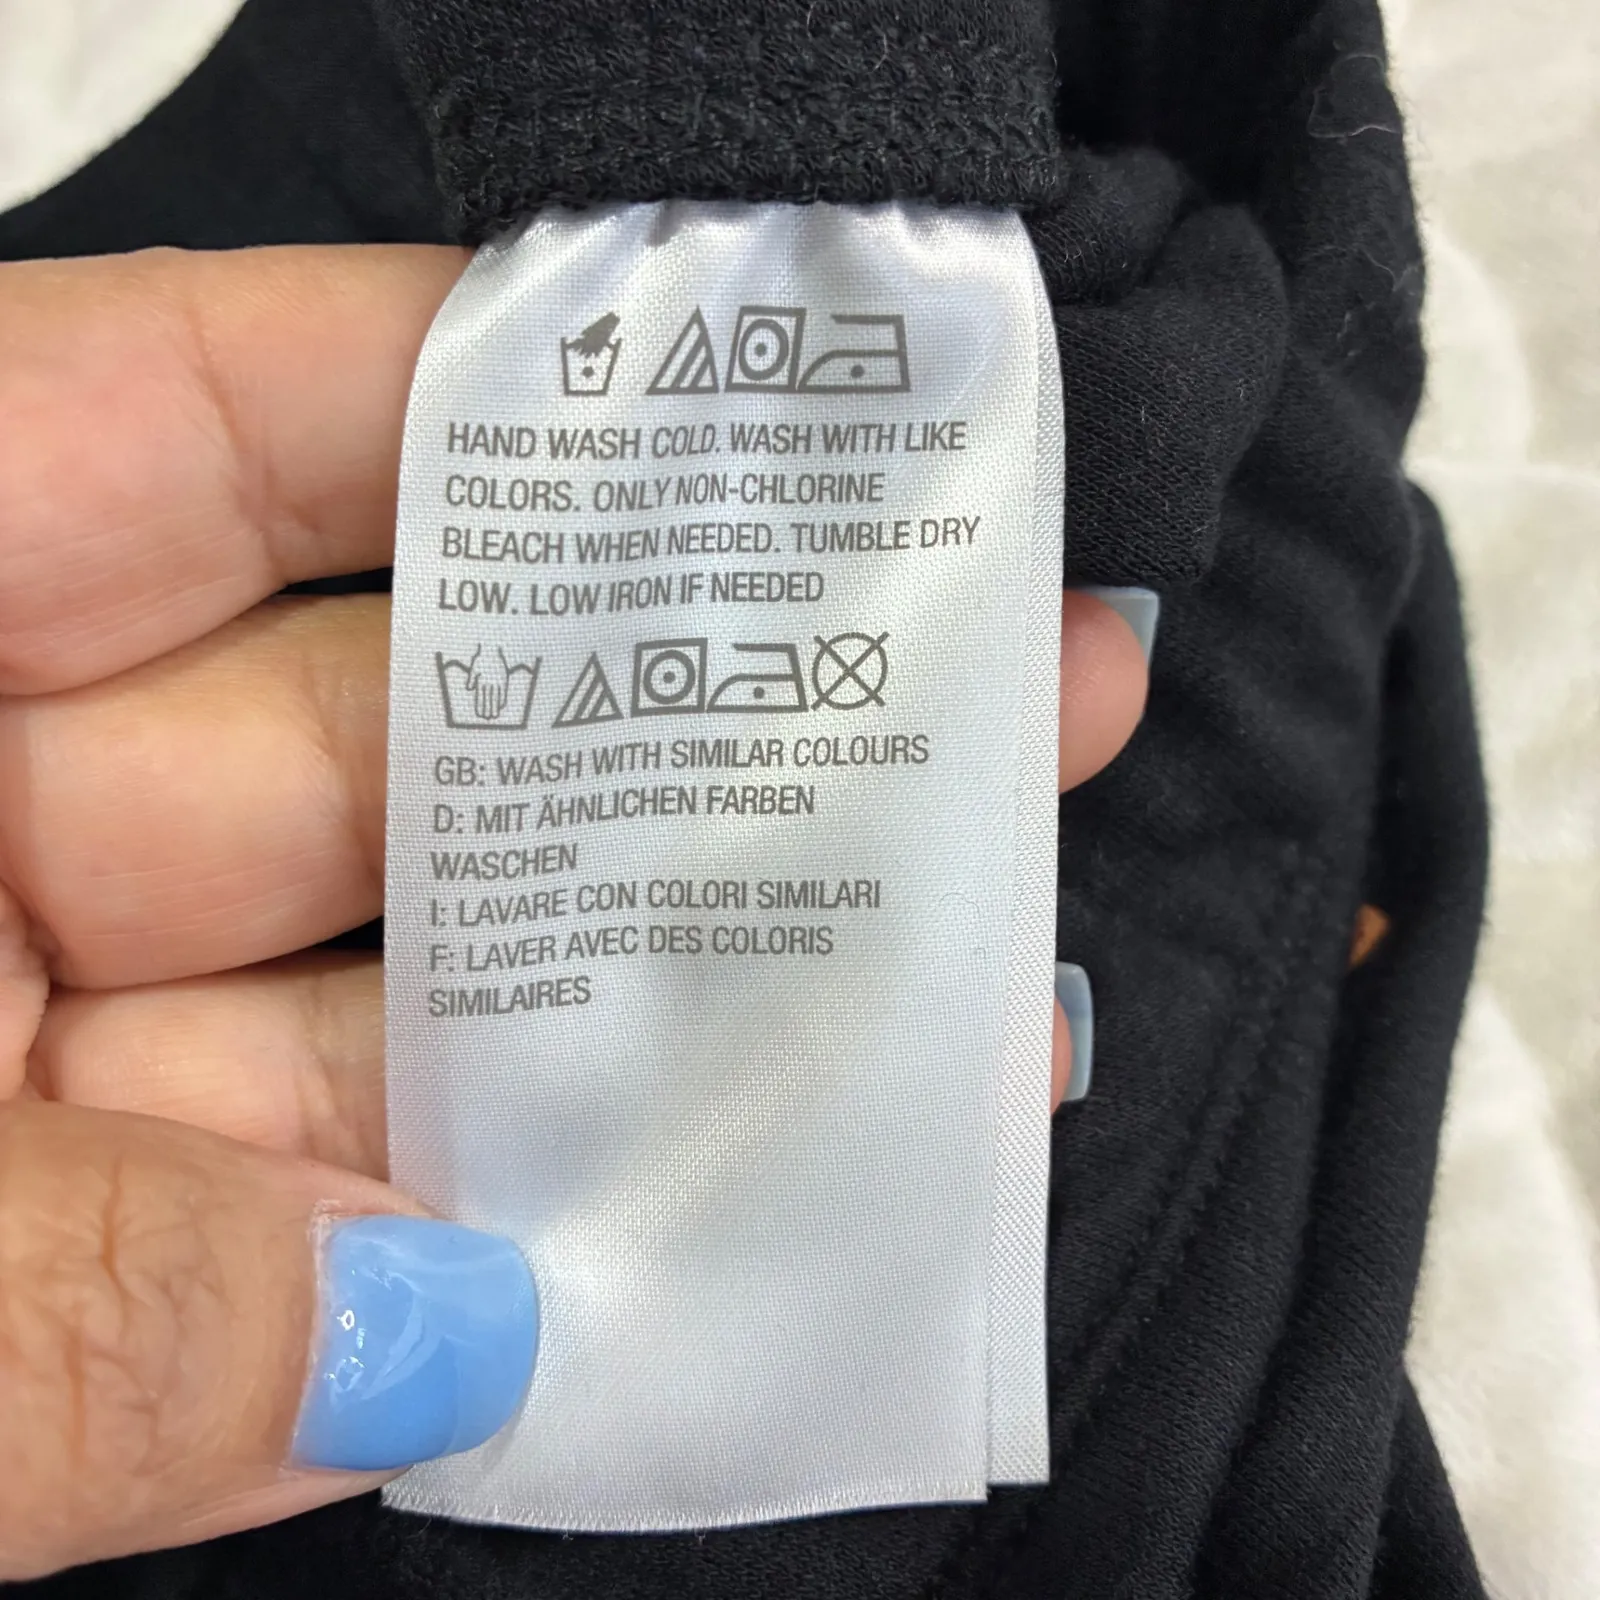 HAND WASH COLD. WASH WITH LIKE
COLORS. ONLY NON-CHLORINE
BLEACH WHEN NEEDED. TUMBLE DRY
LOW. LOW IRON IF NEEDED
GB: WASH WITH SIMILAR COLOURS
D: MIT ÄHNLICHEN FARBEN
WASCHEN
I: LAVARE CON COLORI SIMILARI
F: LAVER AVEC DES COLORIS
SIMILAIRES